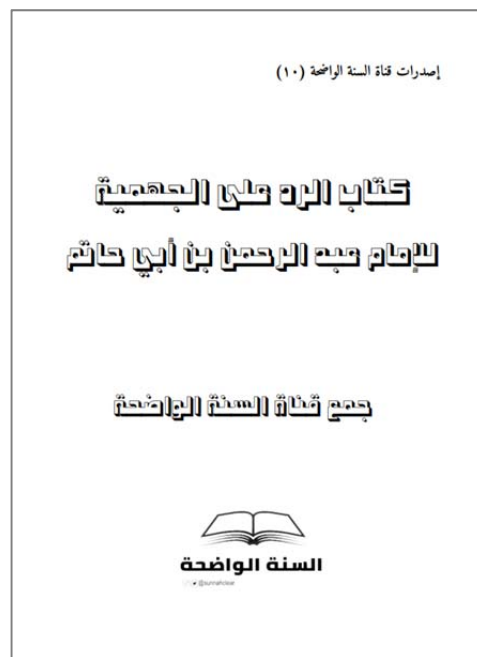 إصدرات قناة السنة الواضحة (١٠)
كتاب الرد على الجهمية
للإمام عبد الرحمن بن أبي حاتم
جمع قناة السنة الواضحة
السنة الواضحة
@sunnahclear